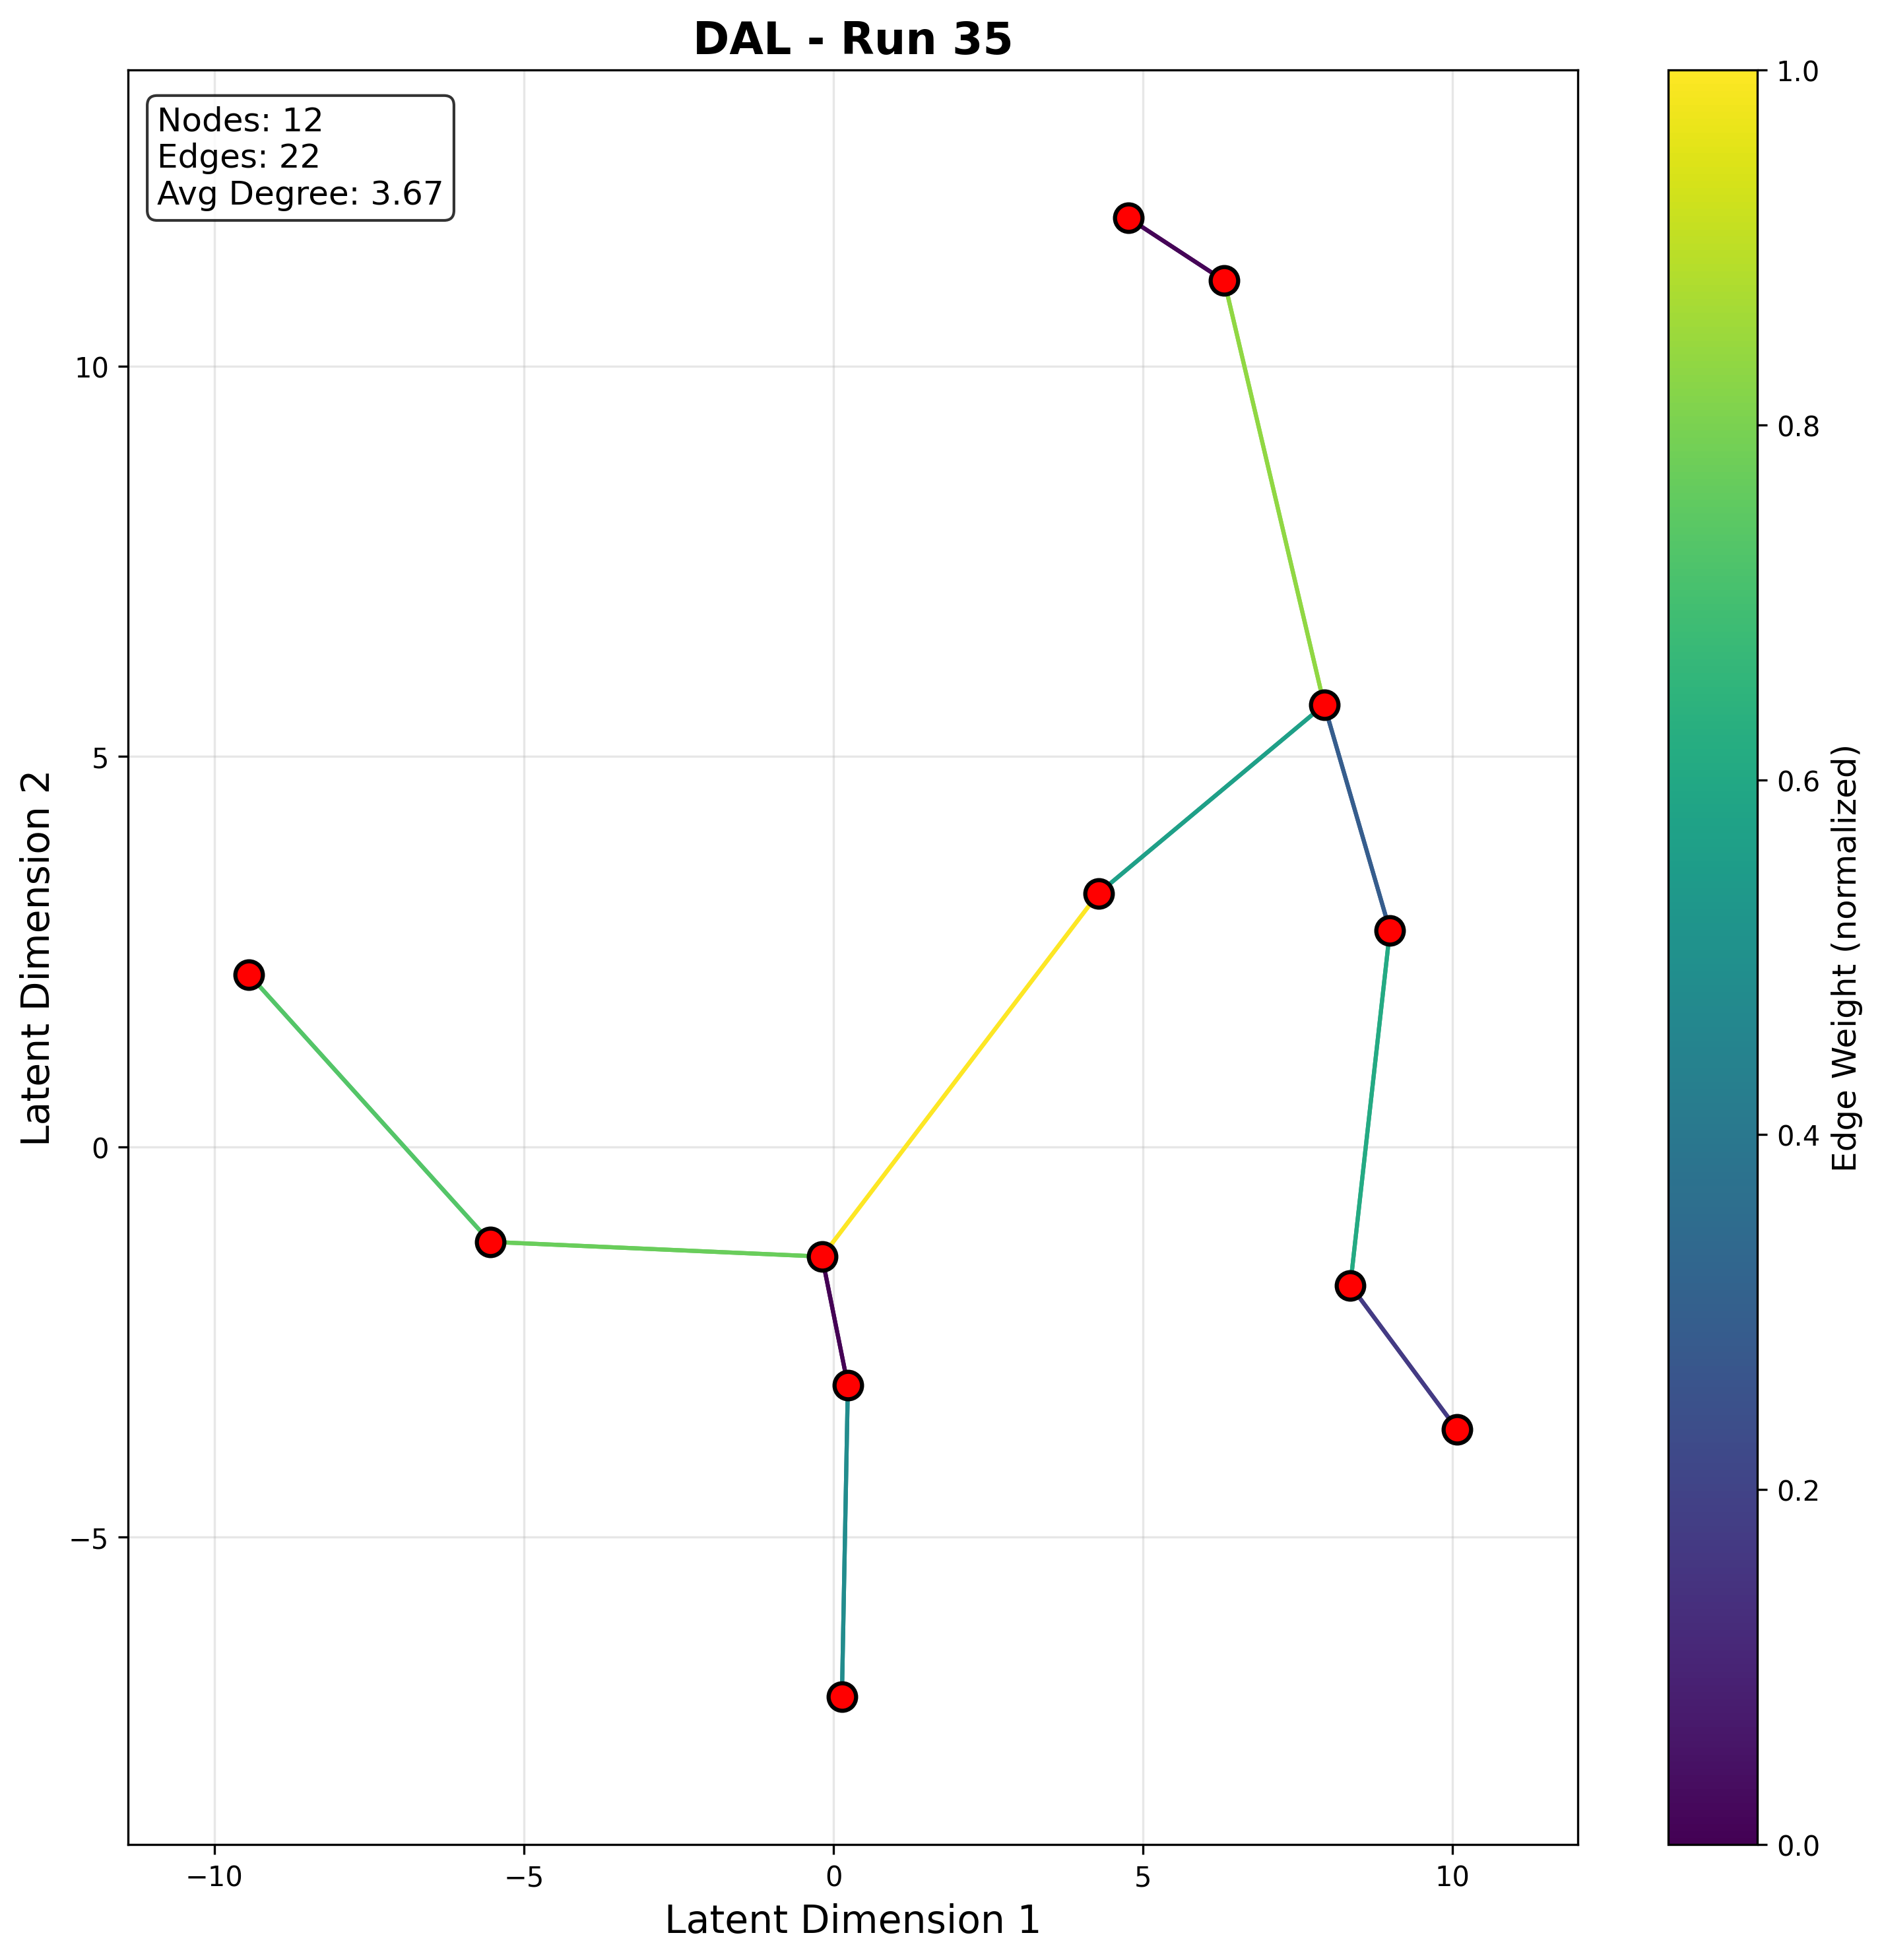 DAL - Run 35
Nodes: 12
Edges: 22
Avg Degree: 3.67
10
5
0
−5
Latent Dimension 2
−10
−5
0
5
10
Latent Dimension 1
1.0
0.8
0.6
0.4
0.2
0.0
Edge Weight (normalized)